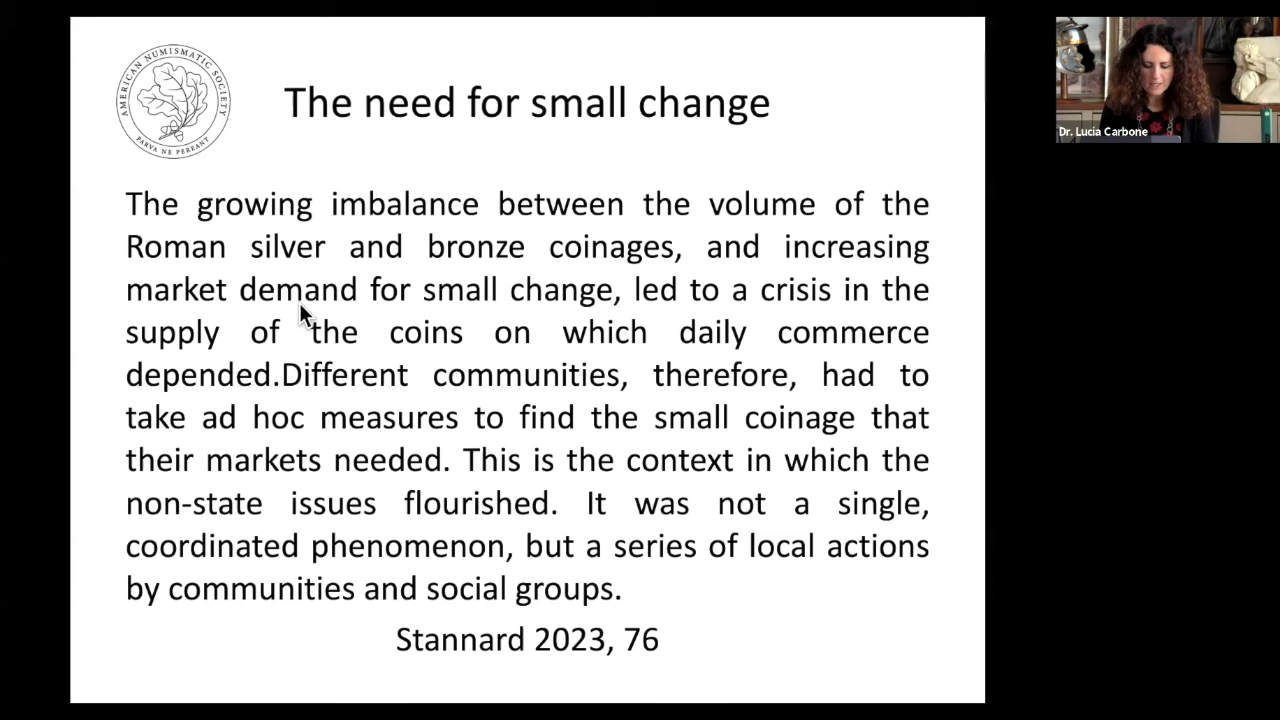 AMERICAN NUMISMATIC SOCIETY
PARVA NE PEREANT
The need for small change
Dr. Lucia Carbone
The growing imbalance between the volume of the
Roman silver and bronze coinages, and increasing
market demand for small change, led to a crisis in the
supply of the coins on which daily commerce
depended.Different communities, therefore, had to
take ad hoc measures to find the small coinage that
their markets needed. This is the context in which the
non-state issues flourished. It was not a single,
coordinated phenomenon, but a series of local actions
by communities and social groups.
Stannard 2023, 76